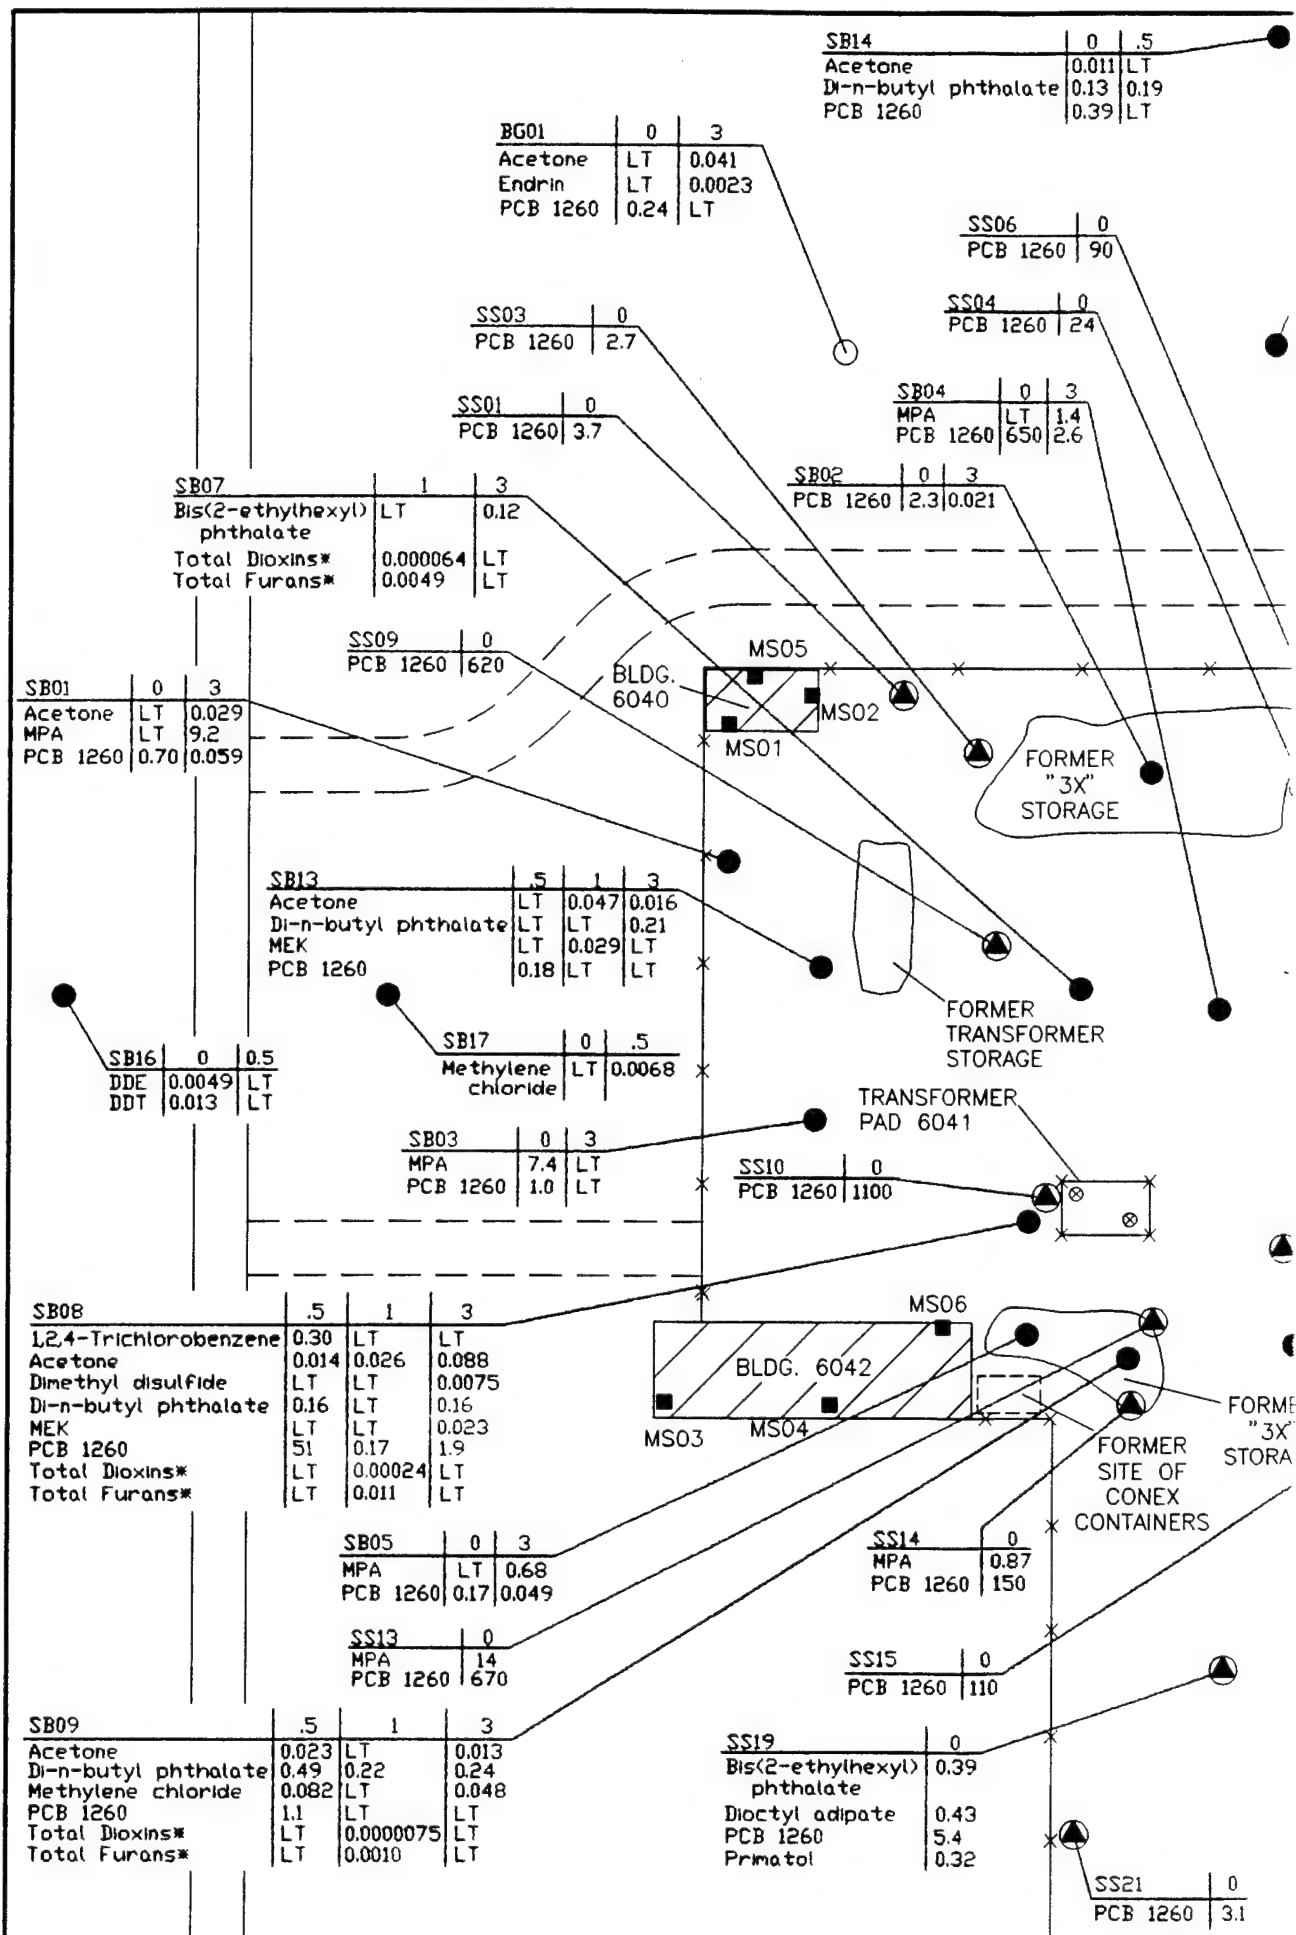 SB14 0 .5
Acetone 0.011 LT
Di-n-butyl phthalate 0.13 0.19
PCB 1260 0.39 LT
BG01 0 3
Acetone LT 0.041
Endrin LT 0.0023
PCB 1260 0.24 LT
SS06 0
PCB 1260 90
SS04 0
PCB 1260 24
SS03 0
PCB 1260 2.7
SB04 0 3
MPA LT 1.4
PCB 1260 650 2.6
SS01 0
PCB 1260 3.7
SB02 0 3
PCB 1260 2.3 0.021
SB07 1 3
Bis(2-ethylhexyl) LT 0.12
phthalate
Total Dioxins* 0.000064 LT
Total Furans* 0.0049 LT
SS09 0
PCB 1260 620
MS05
BLDG.
6040
MS02
MS01
SB01 0 3
Acetone LT 0.029
MPA LT 9.2
PCB 1260 0.70 0.059
FORMER
"3X"
STORAGE
SB13 .5 1 3
Acetone LT 0.047 0.016
Di-n-butyl phthalate LT LT 0.21
MEK LT 0.029 LT
PCB 1260 0.18 LT LT
FORMER
TRANSFORMER
STORAGE
SB16 0 0.5
DDE 0.0049 LT
DDT 0.013 LT
SB17 0 .5
Methylene LT 0.0068
chloride
TRANSFORMER
PAD 6041
SB03 0 3
MPA 7.4 LT
PCB 1260 1.0 LT
SS10 0
PCB 1260 1100
SB08 .5 1 3
1,2,4-Trichlorobenzene 0.30 LT LT
Acetone 0.014 0.026 0.088
Dimethyl disulfide LT LT 0.0075
Di-n-butyl phthalate 0.16 LT 0.16
MEK LT LT 0.023
PCB 1260 51 0.17 1.9
Total Dioxins* LT 0.00024 LT
Total Furans* LT 0.011 LT
MS06
BLDG. 6042
MS03
MS04
FORMER
SITE OF
CONEX
CONTAINERS
FORME
"3X"
STORA
SB05 0 3
MPA LT 0.68
PCB 1260 0.17 0.049
SS14 0
MPA 0.87
PCB 1260 150
SS13 0
MPA 14
PCB 1260 670
SS15 0
PCB 1260 110
SB09 .5 1 3
Acetone 0.023 LT 0.013
Di-n-butyl phthalate 0.49 0.22 0.24
Methylene chloride 0.082 LT 0.048
PCB 1260 1.1 LT LT
Total Dioxins* LT 0.0000075 LT
Total Furans* LT 0.0010 LT
SS19 0
Bis(2-ethylhexyl) 0.39
phthalate
Dioctyl adipate 0.43
PCB 1260 5.4
Primatol 0.32
SS21 0
PCB 1260 3.1